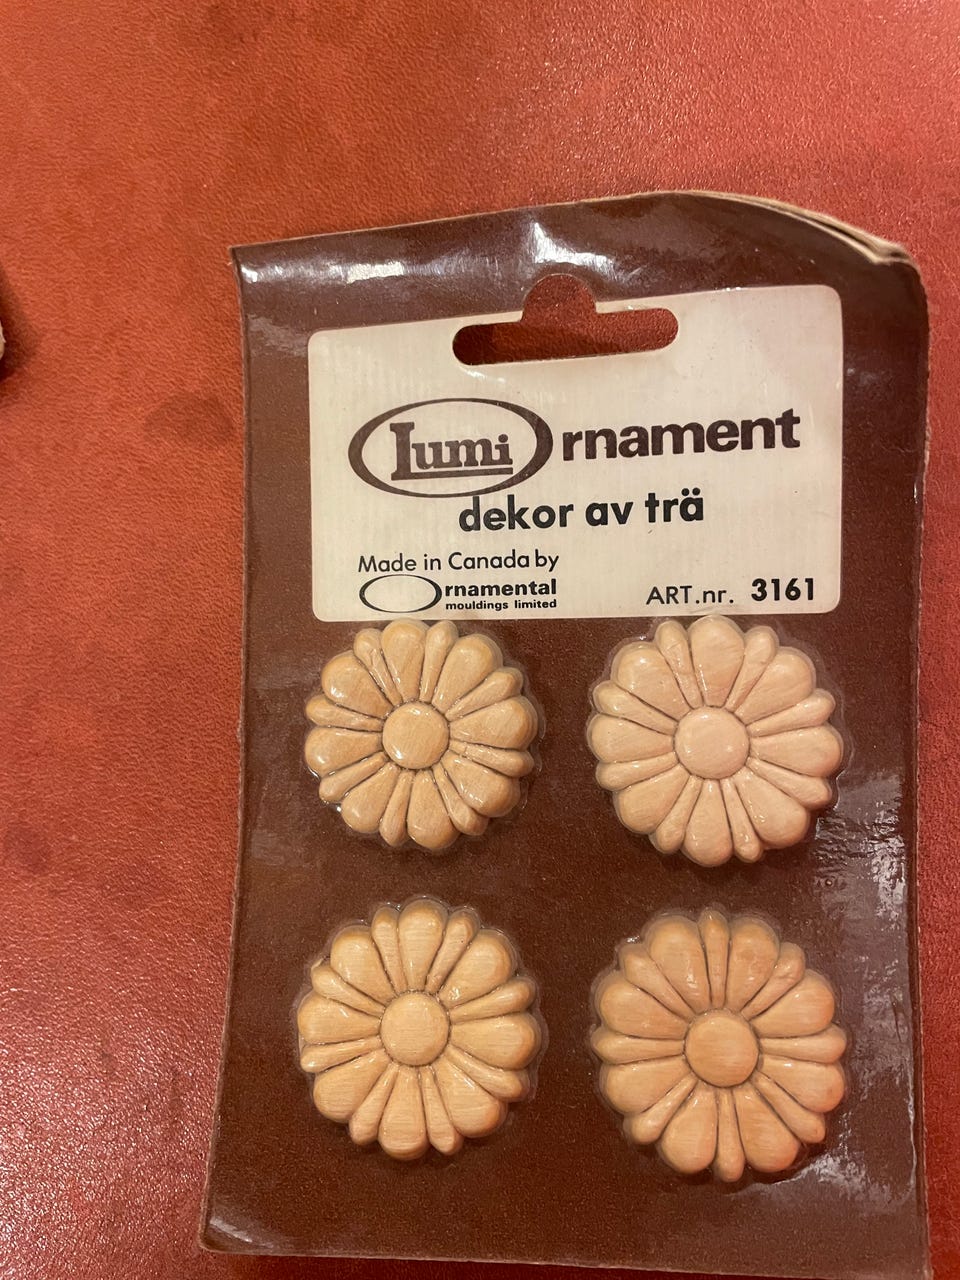 Lumi Ornament
dekor av trä
Made in Canada by
Ornamental
mouldings limited
ART.nr. 3161